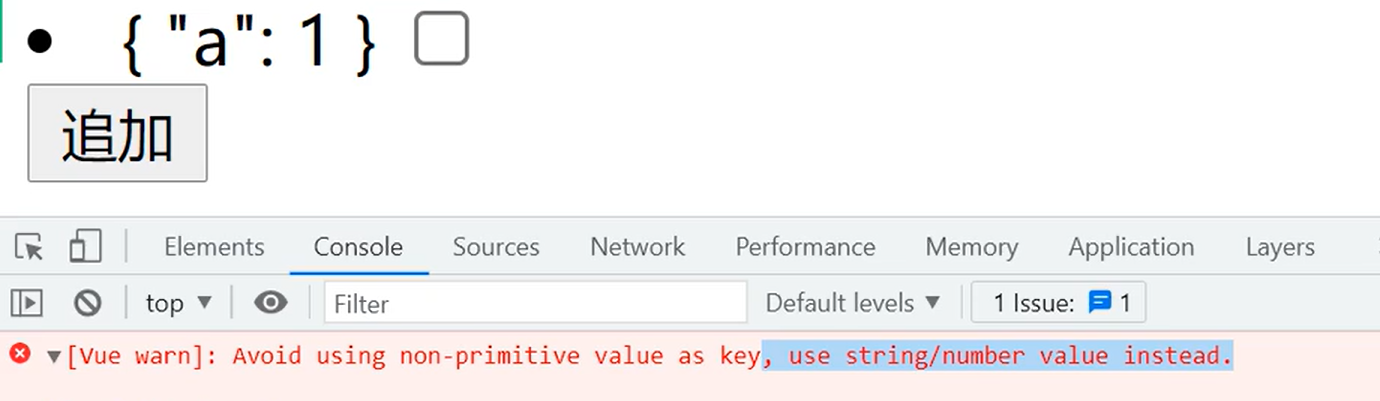 • { "a": 1 }
追加
Elements Console Sources Network Performance Memory Application Layers
top ▼ Filter Default levels ▼ 1 Issue: 1
▼[Vue warn]: Avoid using non-primitive value as key, use string/number value instead.